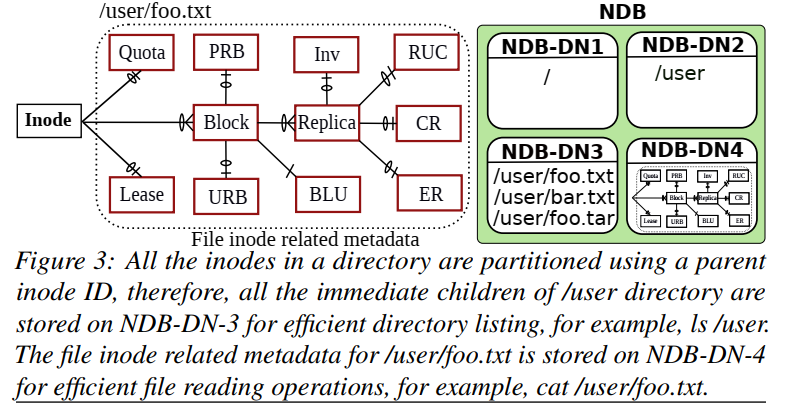 /user/foo.txt
NDB
Quota
PRB
Inv
RUC
Inode
Block
Replica
CR
Lease
URB
BLU
ER
File inode related metadata
NDB-DN1
/
NDB-DN2
/user
NDB-DN3
/user/foo.txt
/user/bar.txt
/user/foo.tar
NDB-DN4
Quota
PRB
Inv
RUC
Block
Replica
CR
Lease
URB
BLU
ER
Figure 3: All the inodes in a directory are partitioned using a parent
inode ID, therefore, all the immediate children of /user directory are
stored on NDB-DN-3 for efficient directory listing, for example, ls /user.
The file inode related metadata for /user/foo.txt is stored on NDB-DN-4
for efficient file reading operations, for example, cat /user/foo.txt.